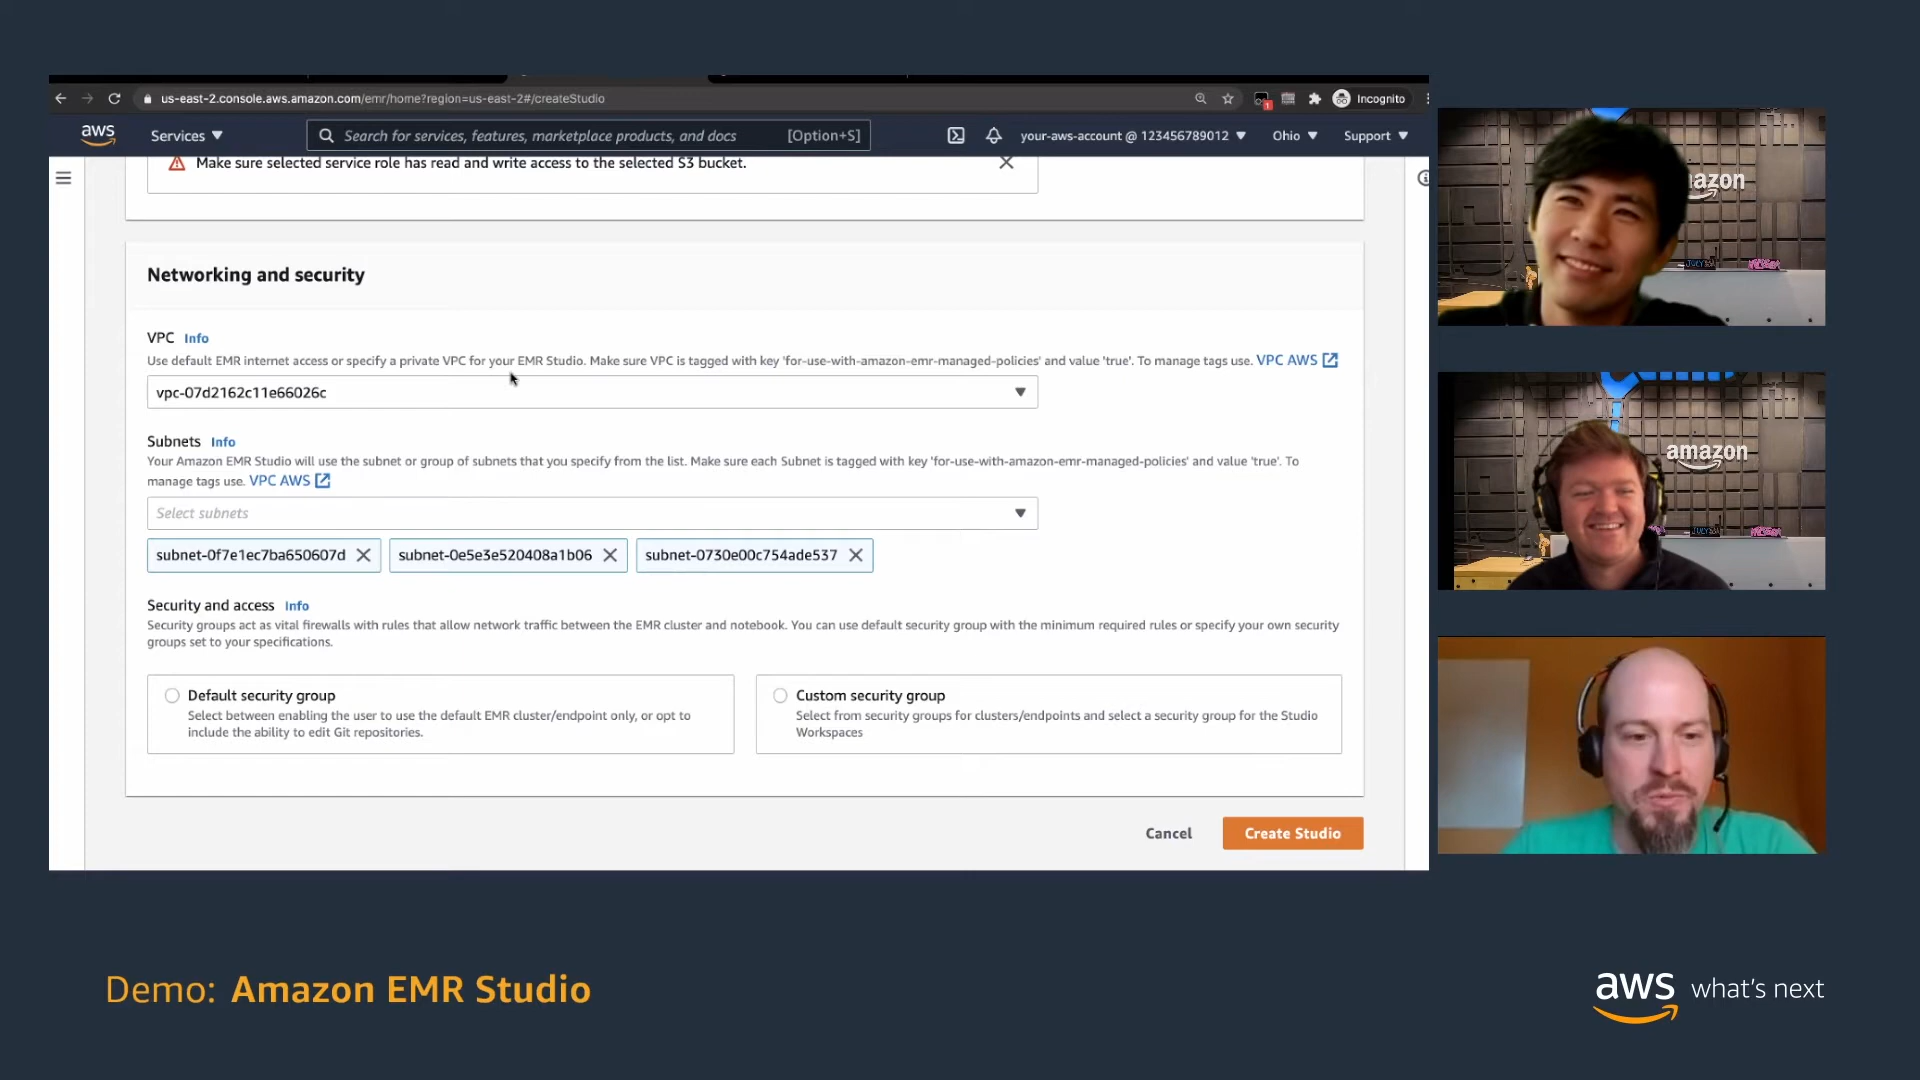 us-east-2.console.aws.amazon.com/emr/home?region=us-east-2#/createStudio
Incognito
aws
Services
Search for services, features, marketplace products, and docs
[Option+S]
your-aws-account @ 123456789012
Ohio
Support
Make sure selected service role has read and write access to the selected S3 bucket.
Networking and security
VPC Info
Use default EMR internet access or specify a private VPC for your EMR Studio. Make sure VPC is tagged with key 'for-use-with-amazon-emr-managed-policies' and value 'true'. To manage tags use. VPC AWS
vpc-07d2162c11e66026c
Subnets Info
Your Amazon EMR Studio will use the subnet or group of subnets that you specify from the list. Make sure each Subnet is tagged with key 'for-use-with-amazon-emr-managed-policies' and value 'true'. To
manage tags use. VPC AWS
Select subnets
subnet-0f7e1ec7ba650607d
subnet-0e5e3e520408a1b06
subnet-0730e00c754ade537
Security and access Info
Security groups act as vital firewalls with rules that allow network traffic between the EMR cluster and notebook. You can use default security group with the minimum required rules or specify your own security
groups set to your specifications.
Default security group
Select between enabling the user to use the default EMR cluster/endpoint only, or opt to
include the ability to edit Git repositories.
Custom security group
Select from security groups for clusters/endpoints and select a security group for the Studio
Workspaces
Cancel
Create Studio
amazon
Demo: Amazon EMR Studio
aws what's next